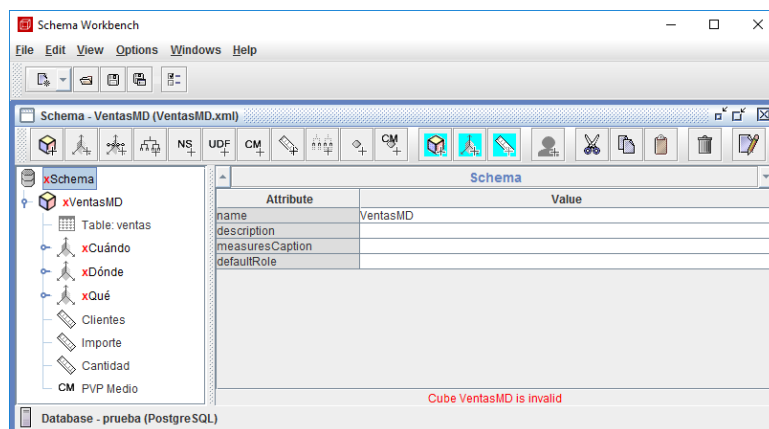 Schema Workbench
File Edit View Options Windows Help
Schema - VentasMD (VentasMD.xml)
NS UDF CM CM
xSchema
Schema
xVentasMD
Attribute Value
Table: ventas
name VentasMD
description
xCuándo
measuresCaption
defaultRole
xDónde
xQué
Clientes
Importe
Cantidad
CM PVP Medio
Cube VentasMD is invalid
Database - prueba (PostgreSQL)